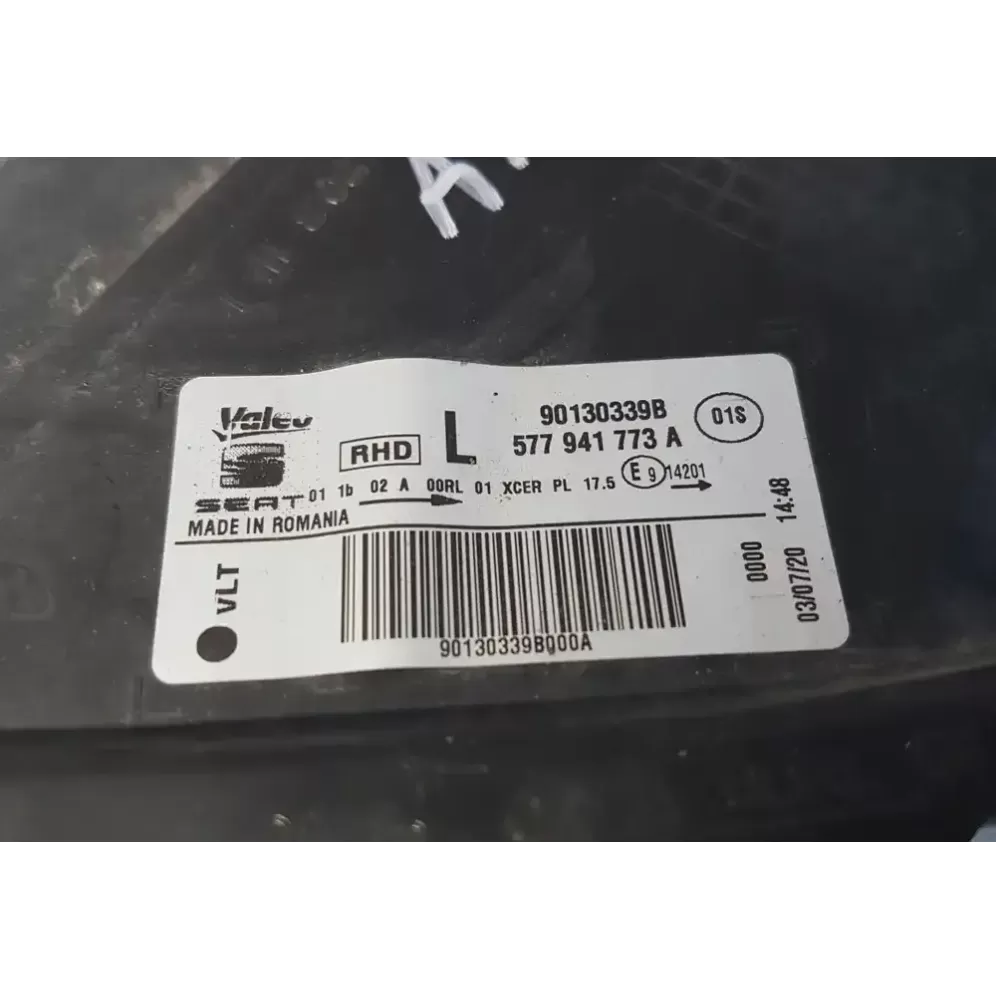 A
Valeo
SEAT
MADE IN ROMANIA
RHD
L
90130339B
577 941 773 A
01S
01 1b 02 A 00RL 01 XCER PL 17.5
E 9 14201
VLT
90130339B000A
0000
03/07/20 14:48